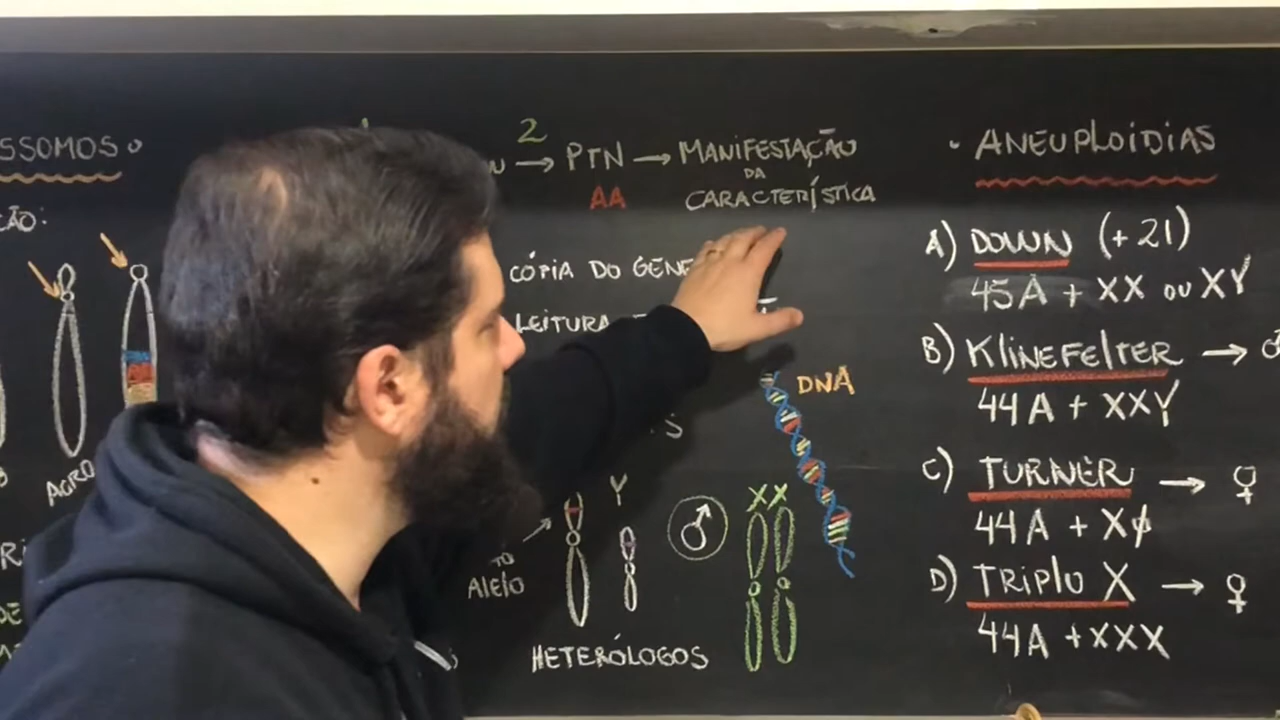 SSOMOS
2
→ PTN → MANIFESTAÇÃO
DA
AA
CARACTERÍSTICA
CÓPIA DO GENE
LEITURA
DNA
AGRO
Y
XX
♂
Alelo
HETERÓLOGOS
• ANEUPLOIDIAS
A) DOWN (+21)
45A + XX ou XY
B) KlINEFElTER → ♂
44A + XXY
C) TURNER → ♀
44A + XØ
D) TRIPLO X → ♀
44A + XXX